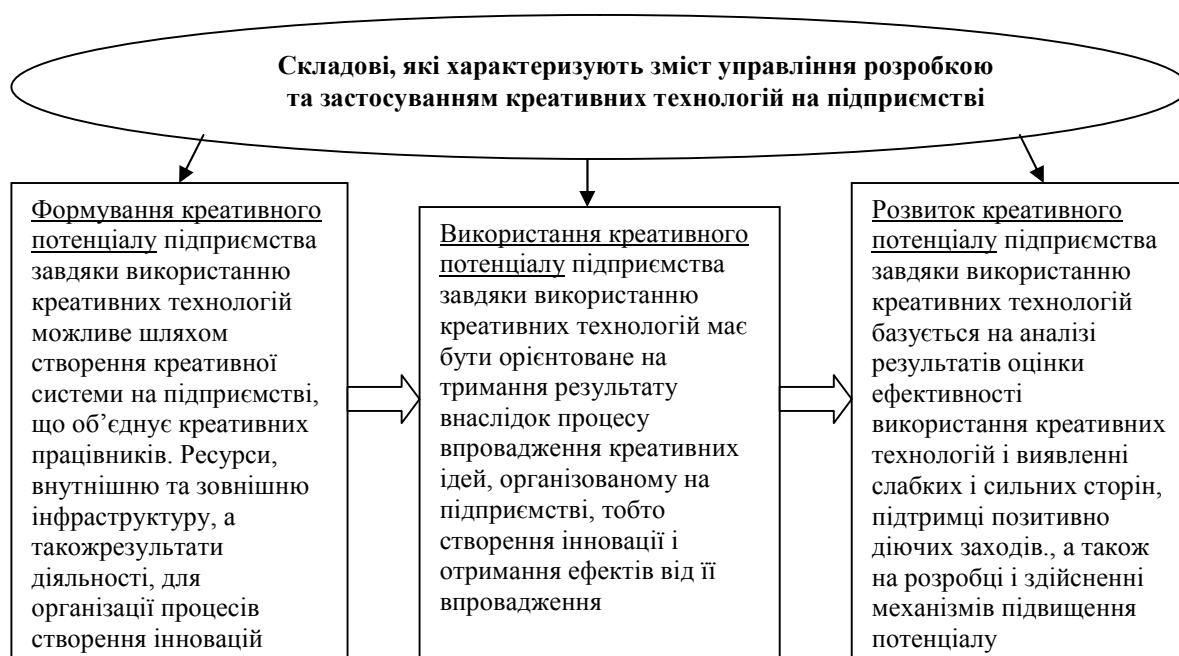 Складові, які характеризують зміст управління розробкою
та застосуванням креативних технологій на підприємстві
Формування креативного
потенціалу підприємства
завдяки використанню
креативних технологій
можливе шляхом
створення креативної
системи на підприємстві,
що об’єднує креативних
працівників. Ресурси,
внутнішню та зовнішню
інфраструктуру, а
такожрезультати
діяльності, для
організації процесів
створення інновацій
Використання креативного
потенціалу підприємства
завдяки використанню
креативних технологій має
бути орієнтоване на
тримання результату
внаслідок процесу
впровадження креативних
ідей, організованому на
підприємстві, тобто
створення інновації і
отримання ефектів від її
впровадження
Розвиток креативного
потенціалу підприємства
завдяки використанню
креативних технологій
базується на аналізі
результатів оцінки
ефективності
використання креативних
технологій і виявленні
слабких і сильних сторін,
підтримці позитивно
діючих заходів., а також
на розробці і здійсненні
механізмів підвищення
потенціалу